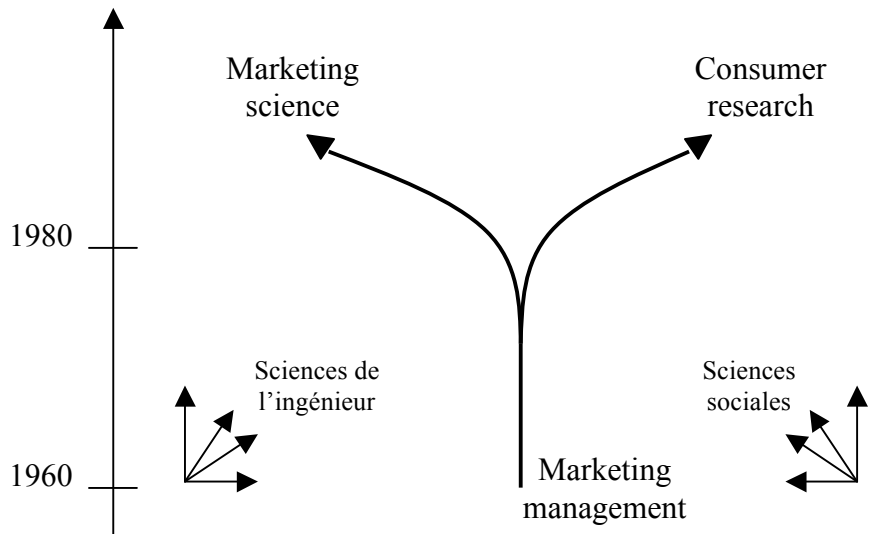 Marketing
science
Consumer
research
1980
Sciences de
l’ingénieur
Sciences
sociales
1960
Marketing
management